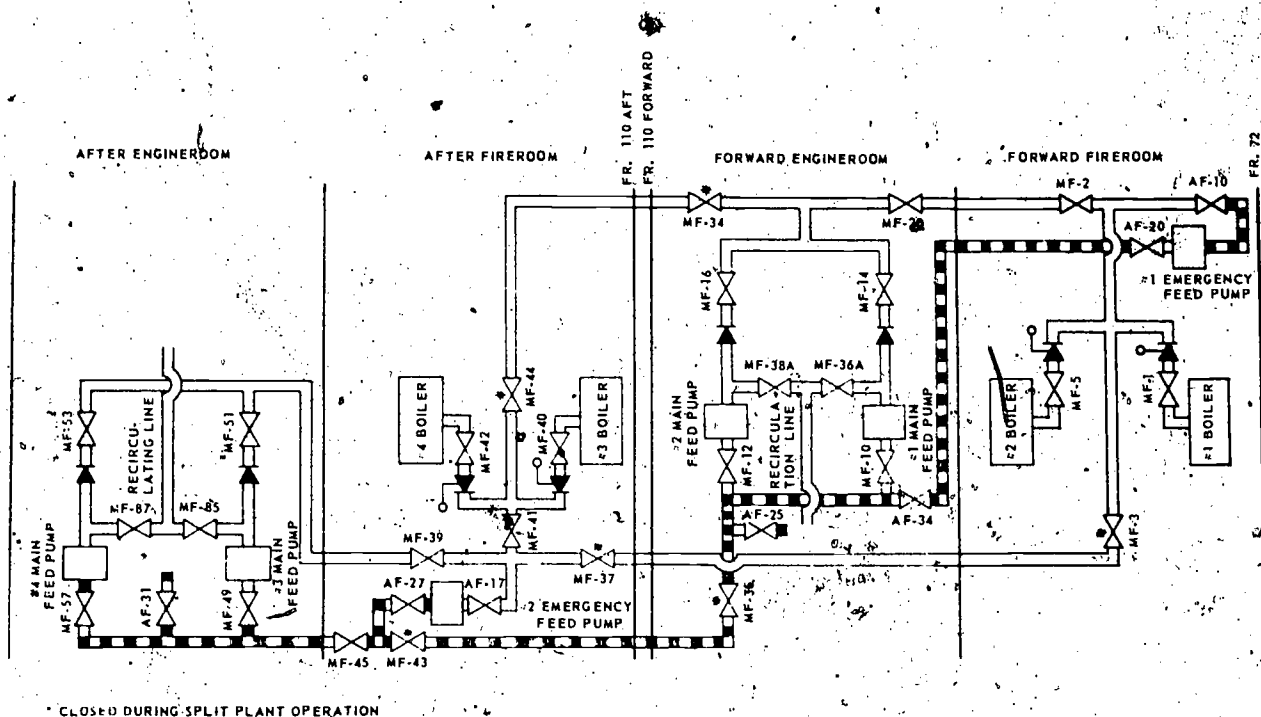 FR. 110 AFT
FR. 110 FORWARD
FR. 72
AFTER ENGINEROOM
AFTER FIREROOM
FORWARD ENGINEROOM
FORWARD FIREROOM
MF-2
AF-10
*
MF-34
MF-28
AF-20
#1 EMERGENCY
FEED PUMP
MF-16
MF-14
MF-38A
MF-36A
MF-44
*
MF-53
RECIRCU-
LATING LINE
MF-51
#4 BOILER
MF-42
MF-40
#3 BOILER
#2 MAIN
FEED PUMP
MF-12
RECIRCULA-
TION LINE
MF-10
#1 MAIN
FEED PUMP
#2 BOILER
MF-5
MF-1
#1 BOILER
MF-87
MF-85
MF-41
AF-25
AF-34
MF-3
*
MF-39
MF-37
*
#4 MAIN
FEED PUMP
MF-57
AF-31
MF-49
#3 MAIN
FEED PUMP
AF-27
AF-17
#2 EMERGENCY
FEED PUMP
MF-36
*
MF-45
MF-43
*
* CLOSED DURING SPLIT PLANT OPERATION